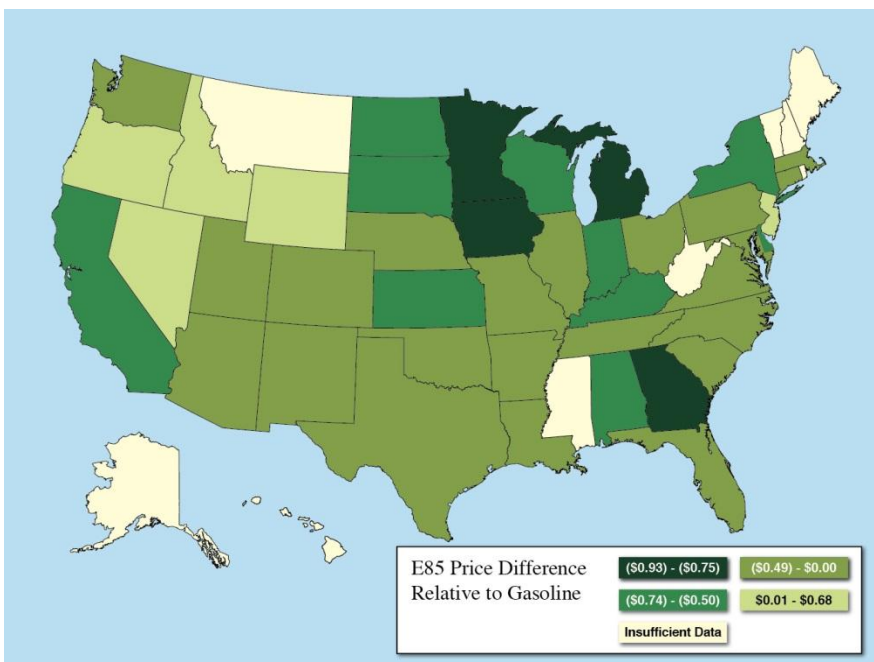 E85 Price Difference
Relative to Gasoline
($0.93) - ($0.75)
($0.49) - $0.00
($0.74) - ($0.50)
$0.01 - $0.68
Insufficient Data